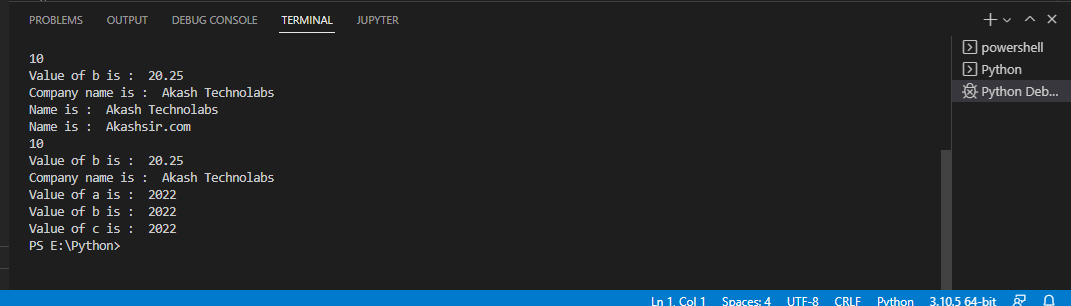 PROBLEMS OUTPUT DEBUG CONSOLE TERMINAL JUPYTER
10
Value of b is :  20.25
Company name is :  Akash Technolabs
Name is :  Akash Technolabs
Name is :  Akashsir.com
10
Value of b is :  20.25
Company name is :  Akash Technolabs
Value of a is :  2022
Value of b is :  2022
Value of c is :  2022
PS E:\Python>
powershell
Python
Python Deb...
Ln 1, Col 1 Spaces: 4 UTF-8 CRLF Python 3.10.5 64-bit